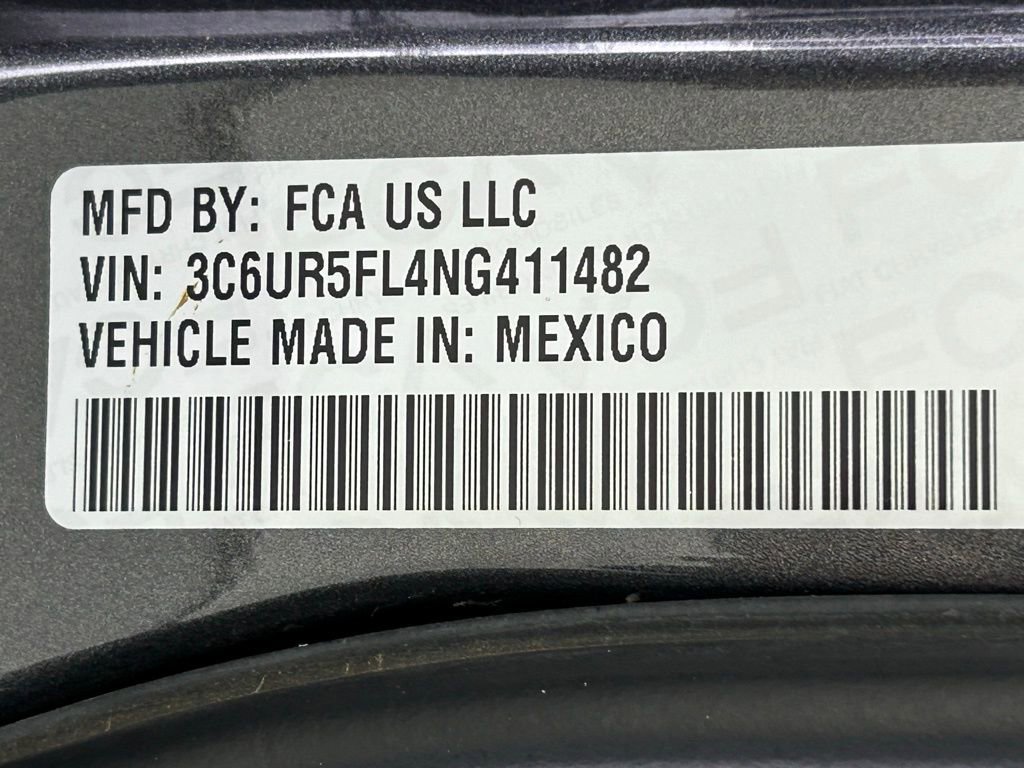 MFD BY: FCA US LLC
VIN: 3C6UR5FL4NG411482
VEHICLE MADE IN: MEXICO